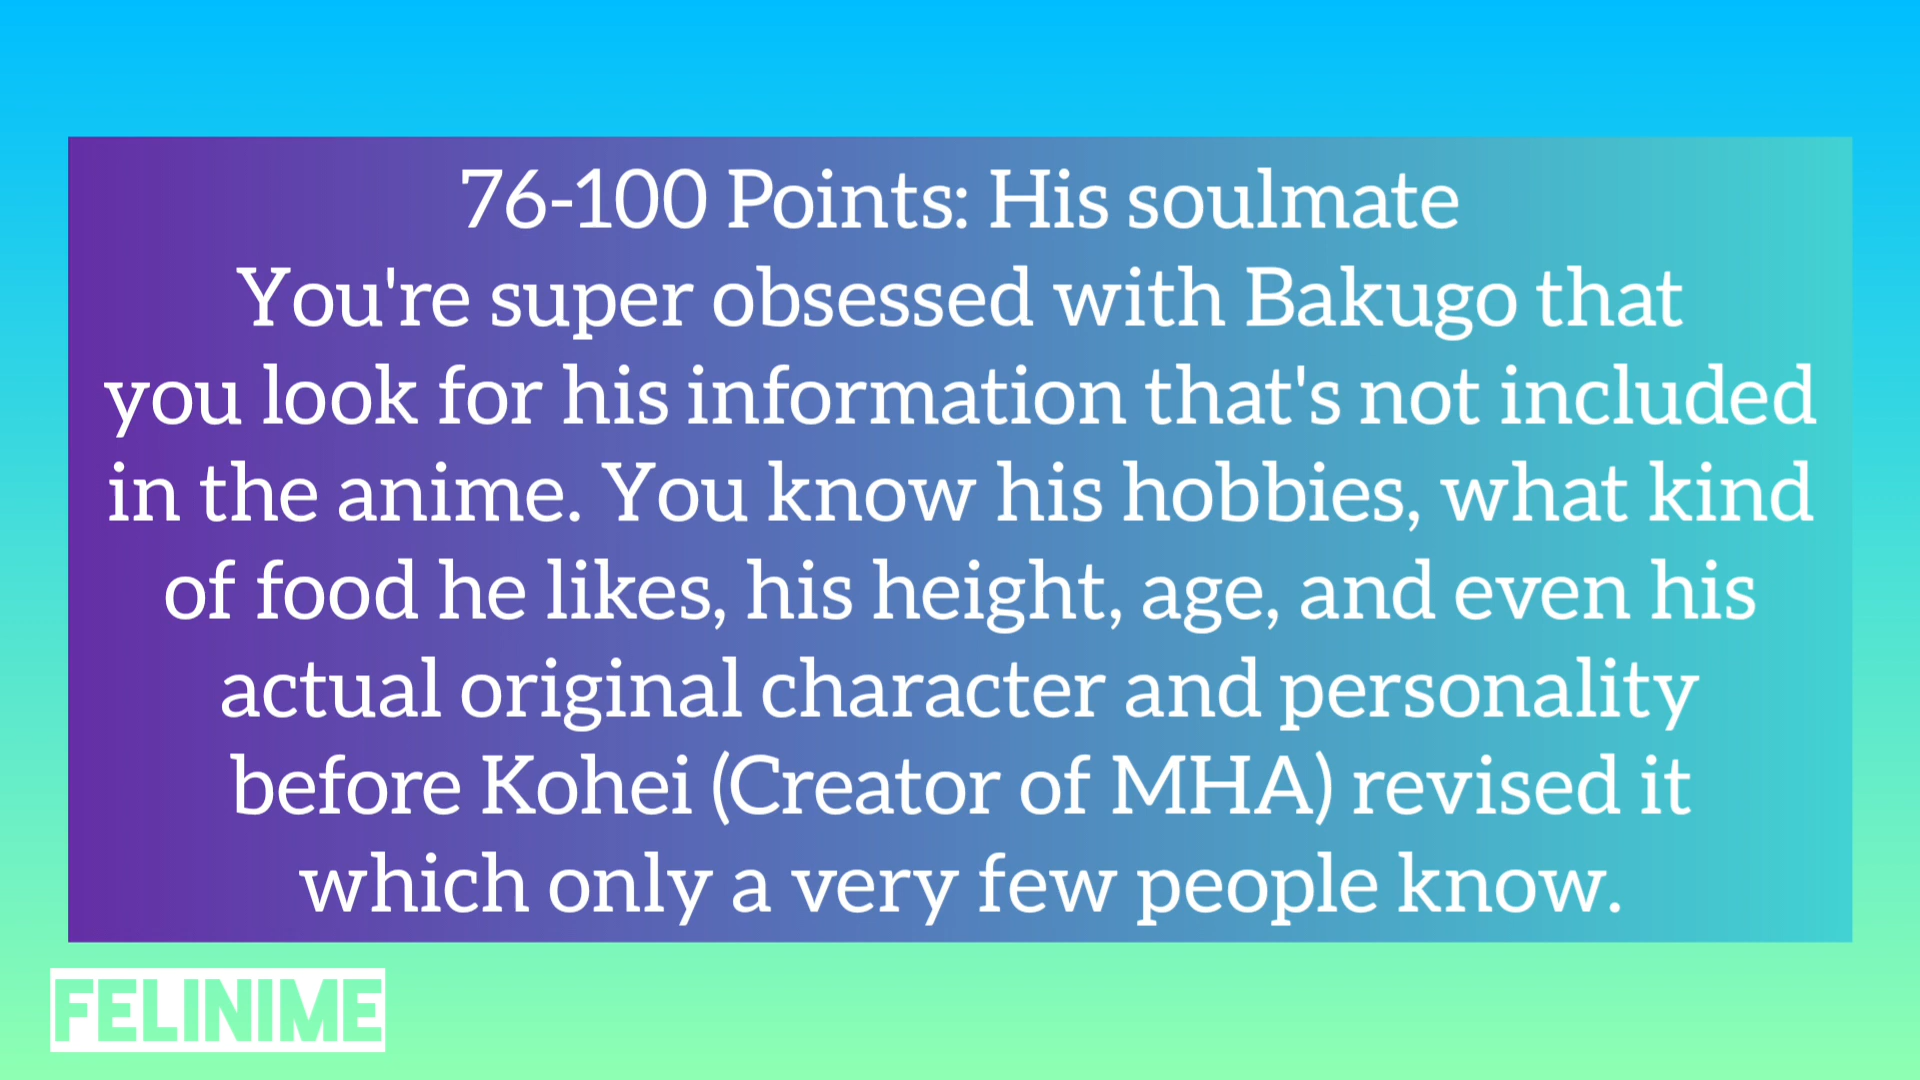 76-100 Points: His soulmate
You're super obsessed with Bakugo that
you look for his information that's not included
in the anime. You know his hobbies, what kind
of food he likes, his height, age, and even his
actual original character and personality
before Kohei (Creator of MHA) revised it
which only a very few people know.
FELINIME